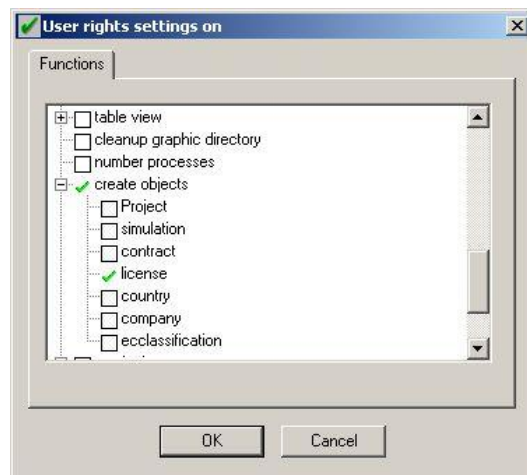 User rights settings on
Functions
table view
cleanup graphic directory
number processes
create objects
Project
simulation
contract
license
country
company
ecclassification
OK
Cancel